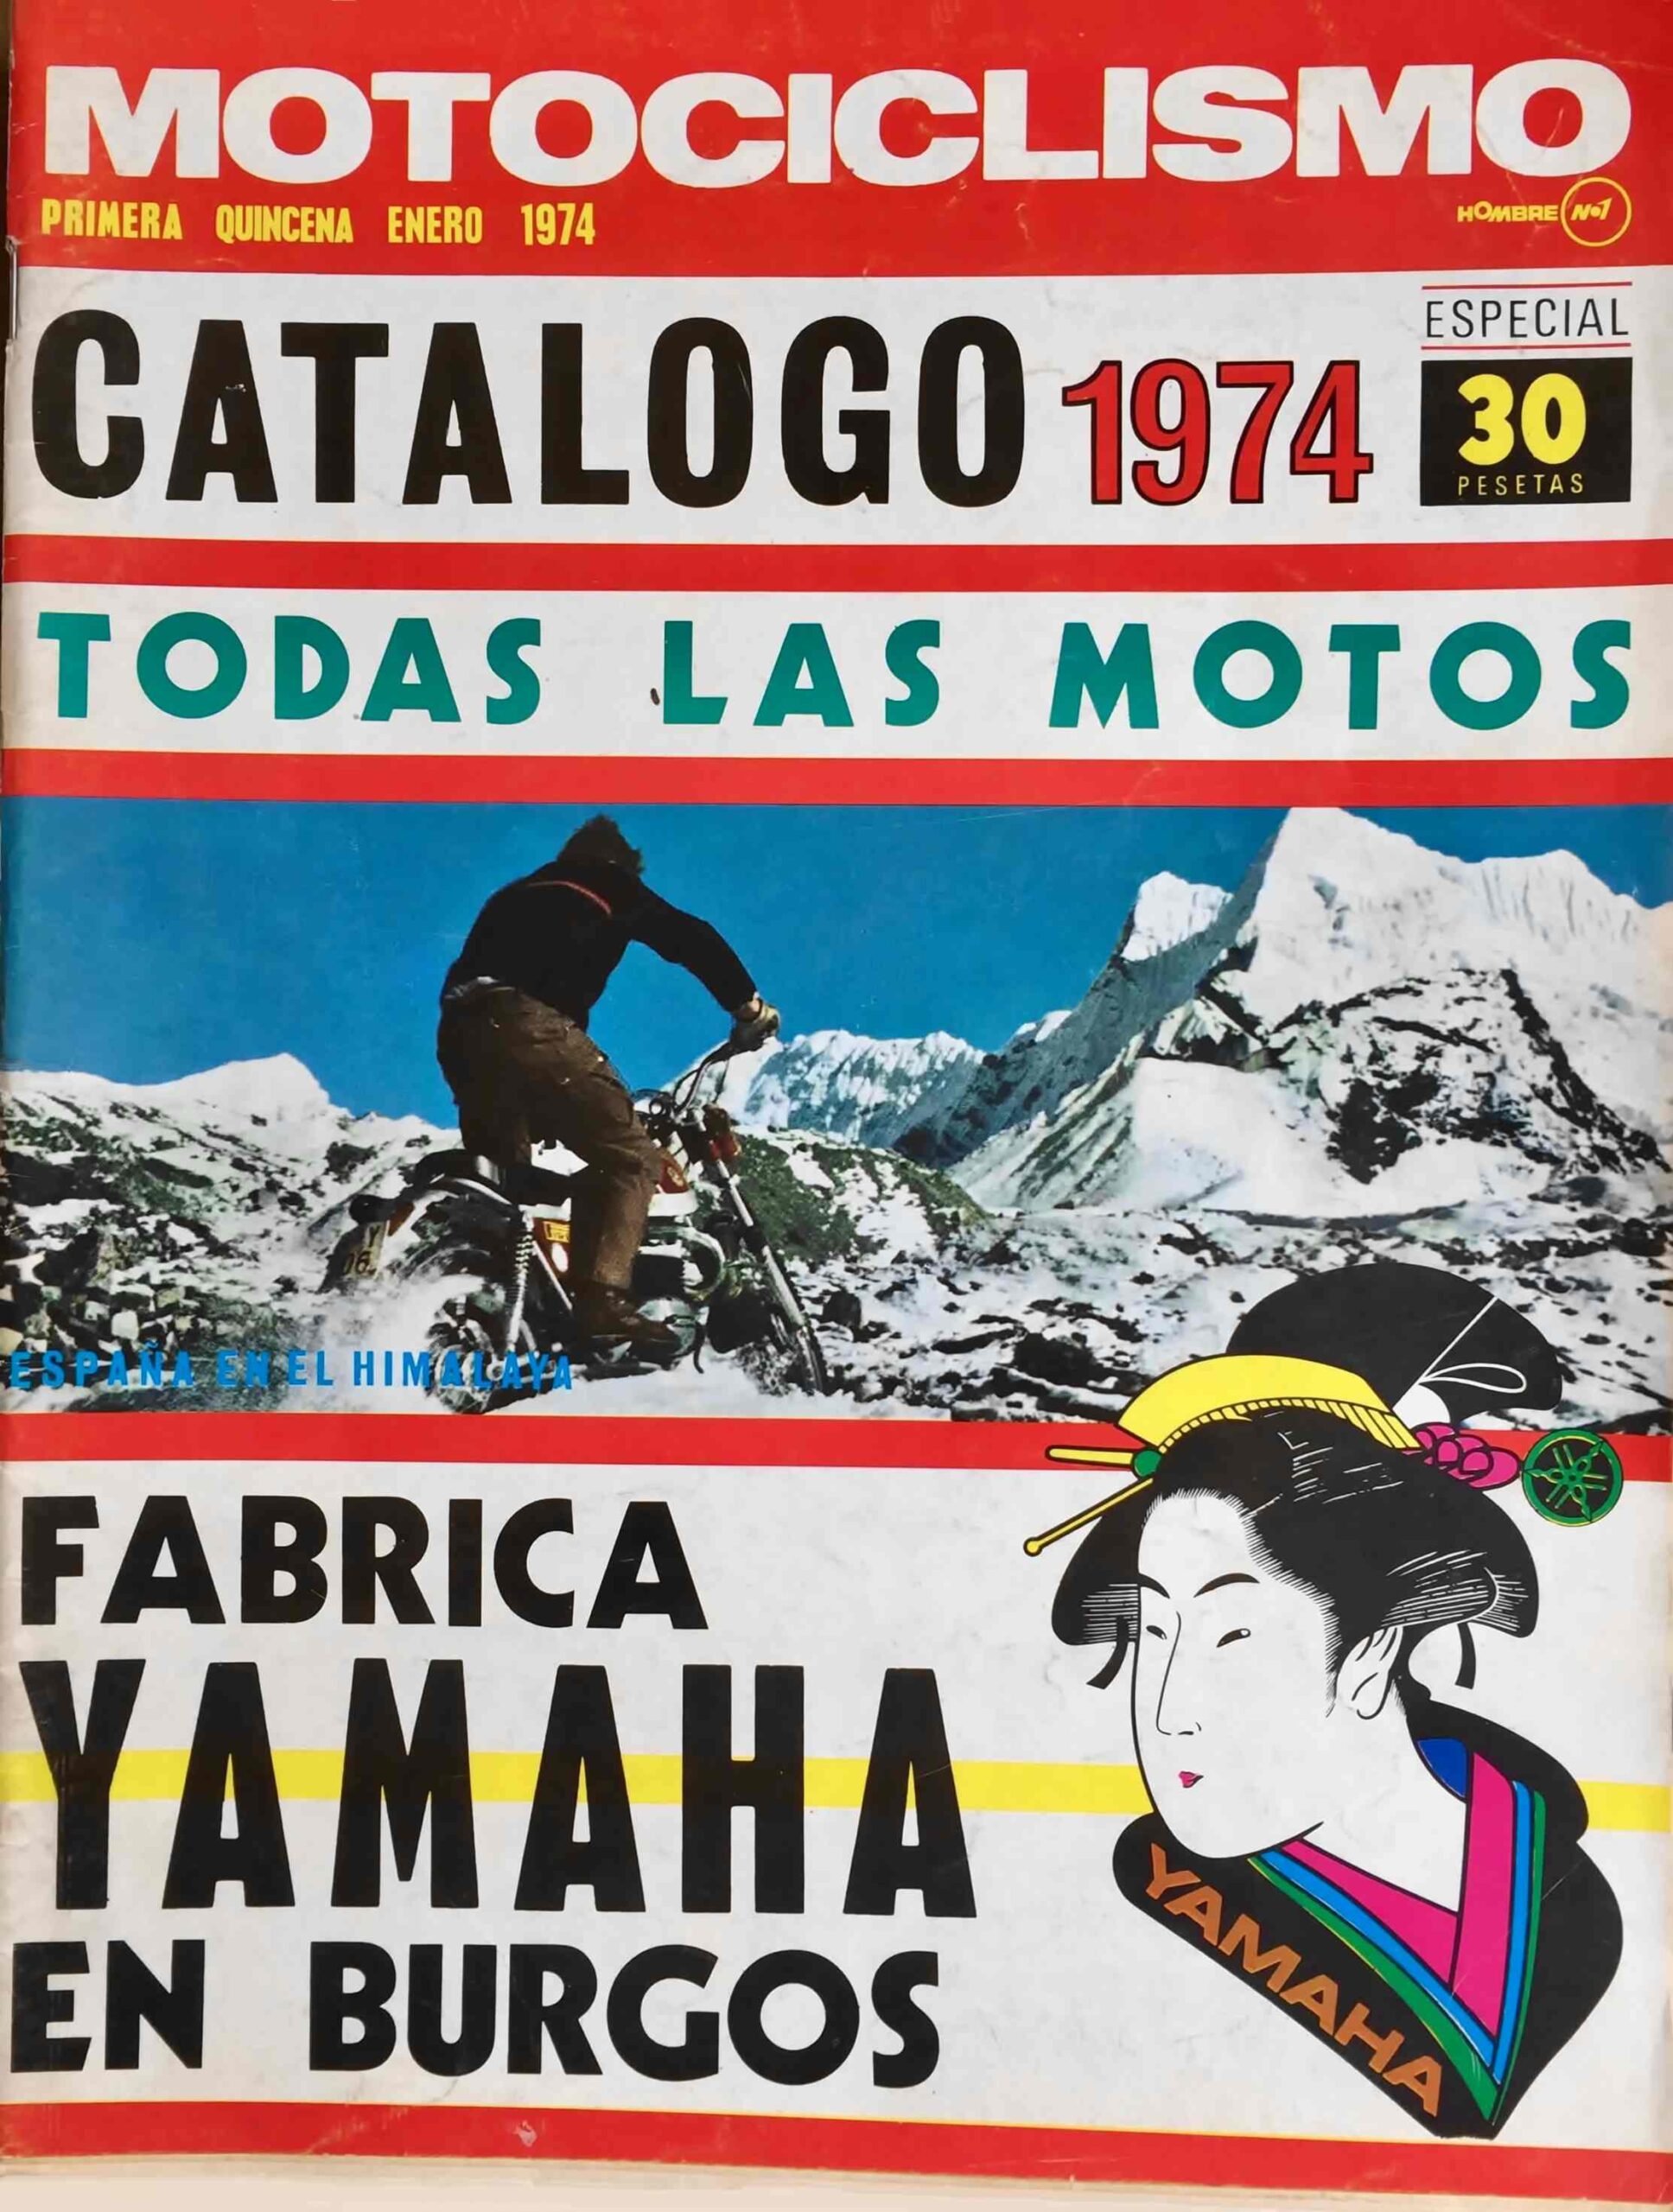 MOTOCICLISMO
PRIMERA QUINCENA ENERO 1974
HOMBRE Nº1
CATALOGO 1974
ESPECIAL
30
PESETAS
TODAS LAS MOTOS
ESPAÑA EN EL HIMALAYA
FABRICA
YAMAHA
EN BURGOS
YAMAHA